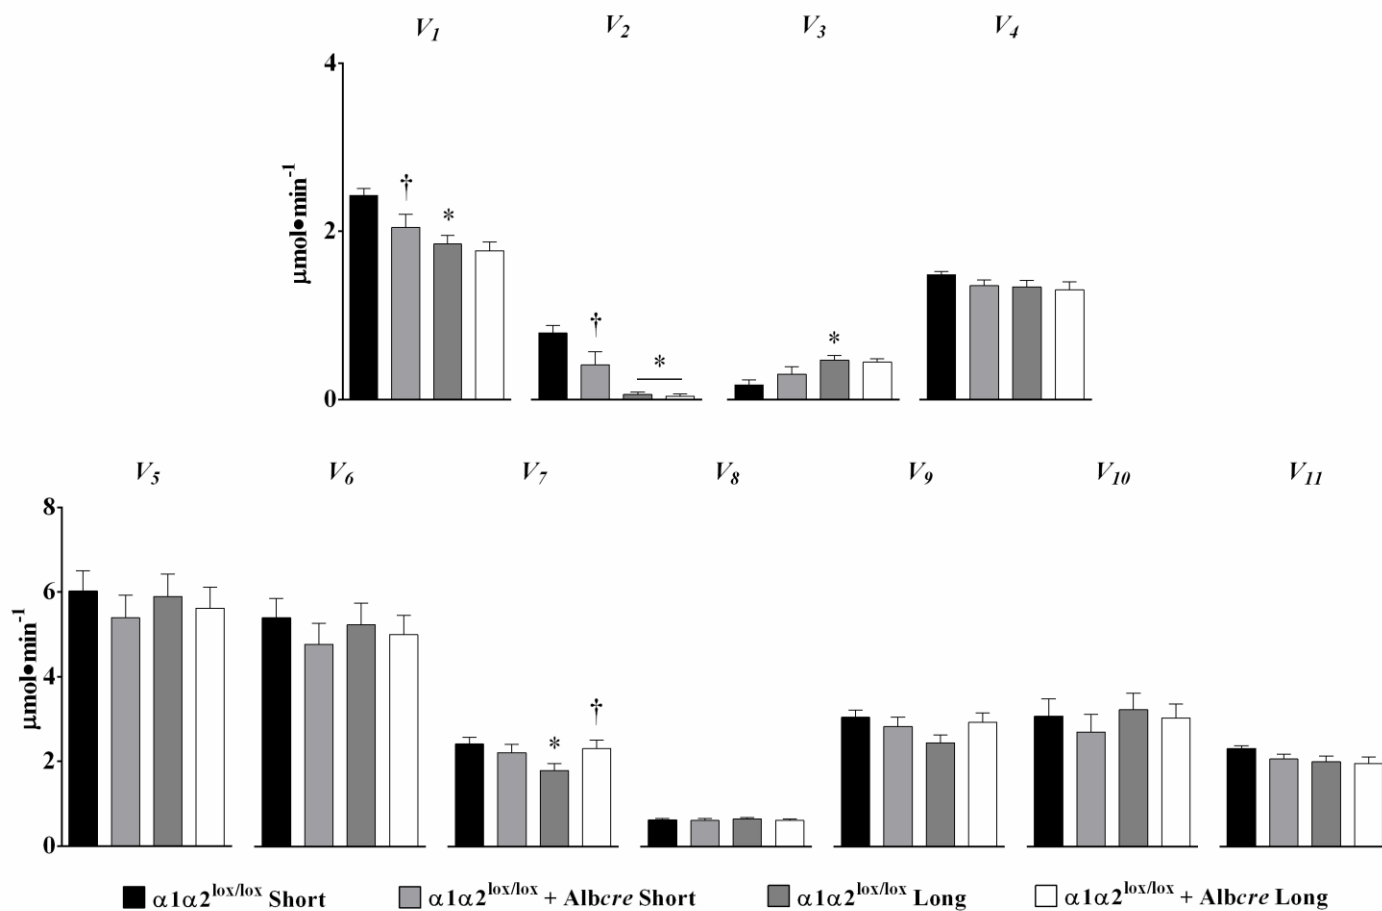 V1 V2 V3 V4
4
2
0
μmol•min-1
† *
† *
*
V5 V6 V7 V8 V9 V10 V11
8
6
4
2
0
μmol•min-1
* †
α1α2lox/lox Short α1α2lox/lox + Albcre Short α1α2lox/lox Long α1α2lox/lox + Albcre Long